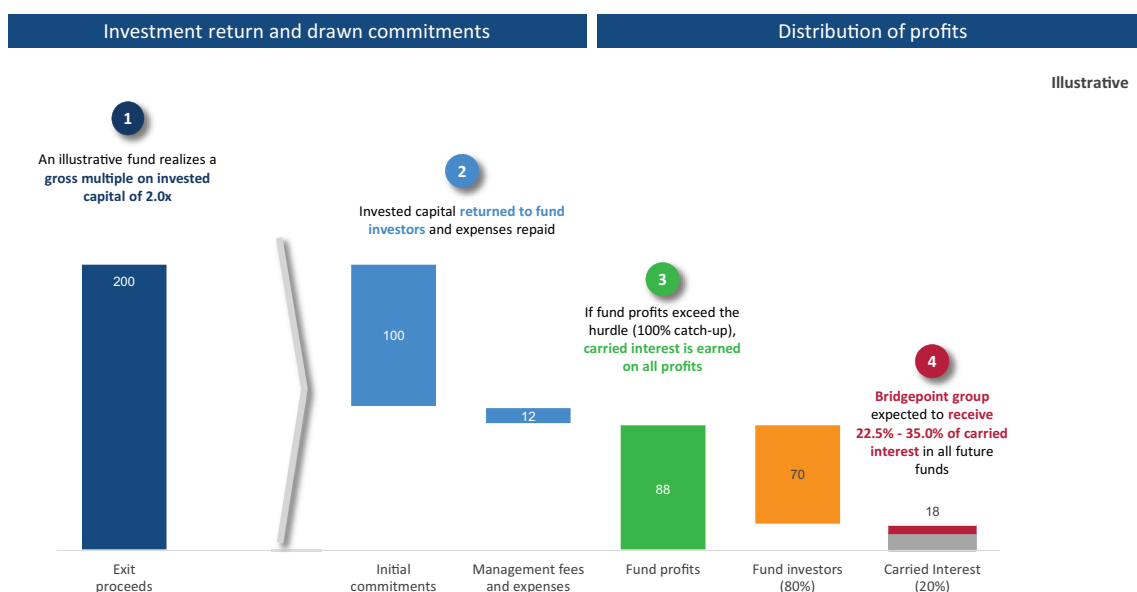 Investment return and drawn commitments
Distribution of profits
Illustrative
1
An illustrative fund realizes a
gross multiple on invested
capital of 2.0x
2
Invested capital returned to fund
investors and expenses repaid
3
If fund profits exceed the
hurdle (100% catch-up),
carried interest is earned
on all profits
4
Bridgepoint group
expected to receive
22.5% - 35.0% of carried
interest in all future
funds
200
100
12
88
70
18
Exit
proceeds
Initial
commitments
Management fees
and expenses
Fund profits
Fund investors
(80%)
Carried Interest
(20%)